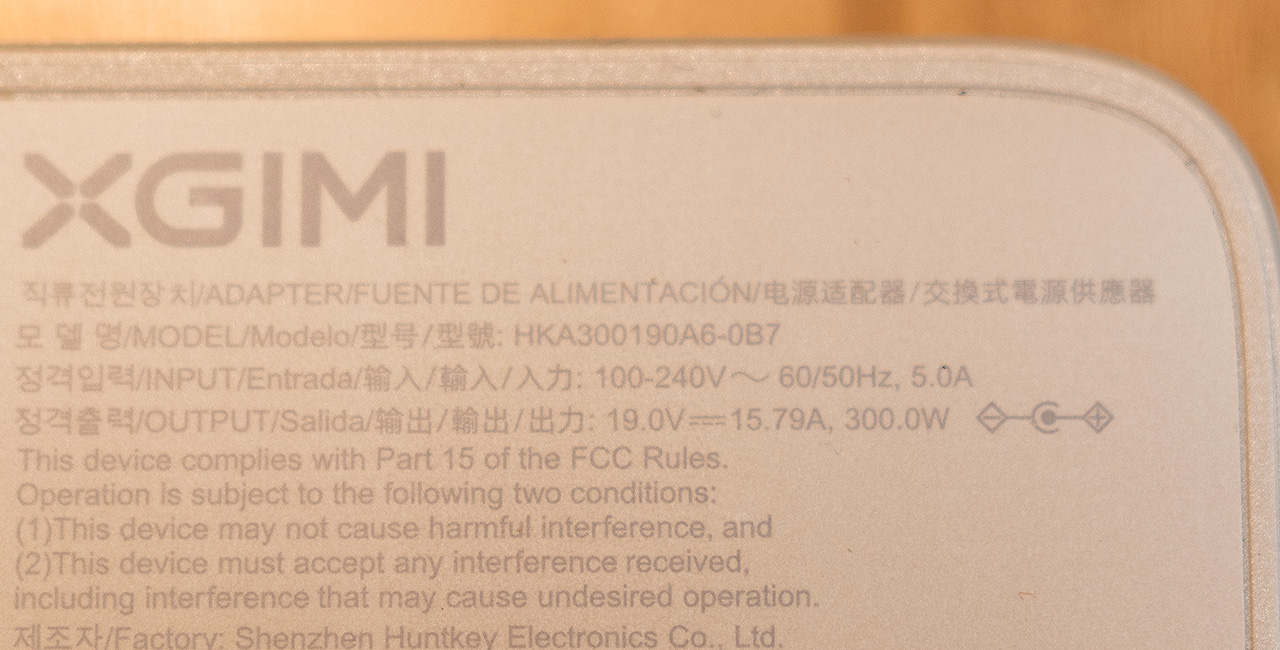 XGIMI
직류전원장치/ADAPTER/FUENTE DE ALIMENTACIÓN/电源适配器/交換式電源供應器
모 델 명/MODEL/Modelo/型号/型號: HKA300190A6-0B7
정격입력/INPUT/Entrada/输入/輸入/入力: 100-240V～ 60/50Hz, 5.0A
정격출력/OUTPUT/Salida/输出/輸出/出力: 19.0V⎓15.79A, 300.0W
This device complies with Part 15 of the FCC Rules.
Operation is subject to the following two conditions:
(1)This device may not cause harmful interference, and
(2)This device must accept any interference received,
including interference that may cause undesired operation.
제조자/Factory: Shenzhen Huntkey Electronics Co., Ltd.